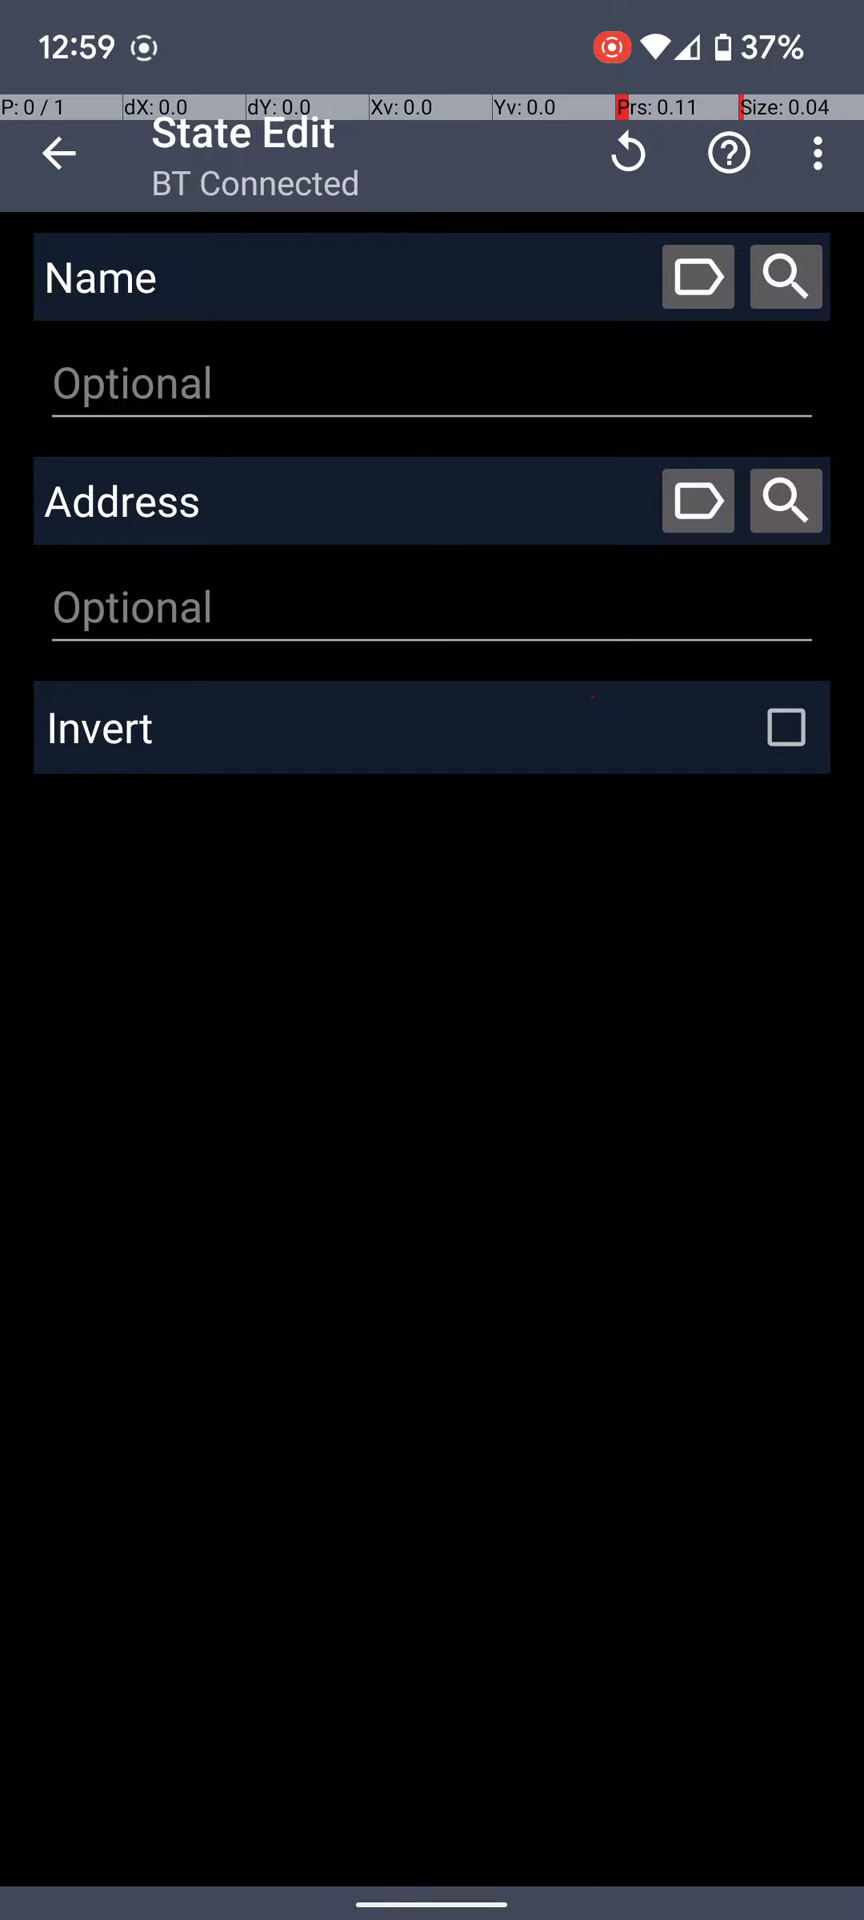 12:59
37%
P: 0 / 1 dX: 0.0 dY: 0.0 Xv: 0.0 Yv: 0.0 Prs: 0.11 Size: 0.04
State Edit
BT Connected
Name
Optional
Address
Optional
Invert